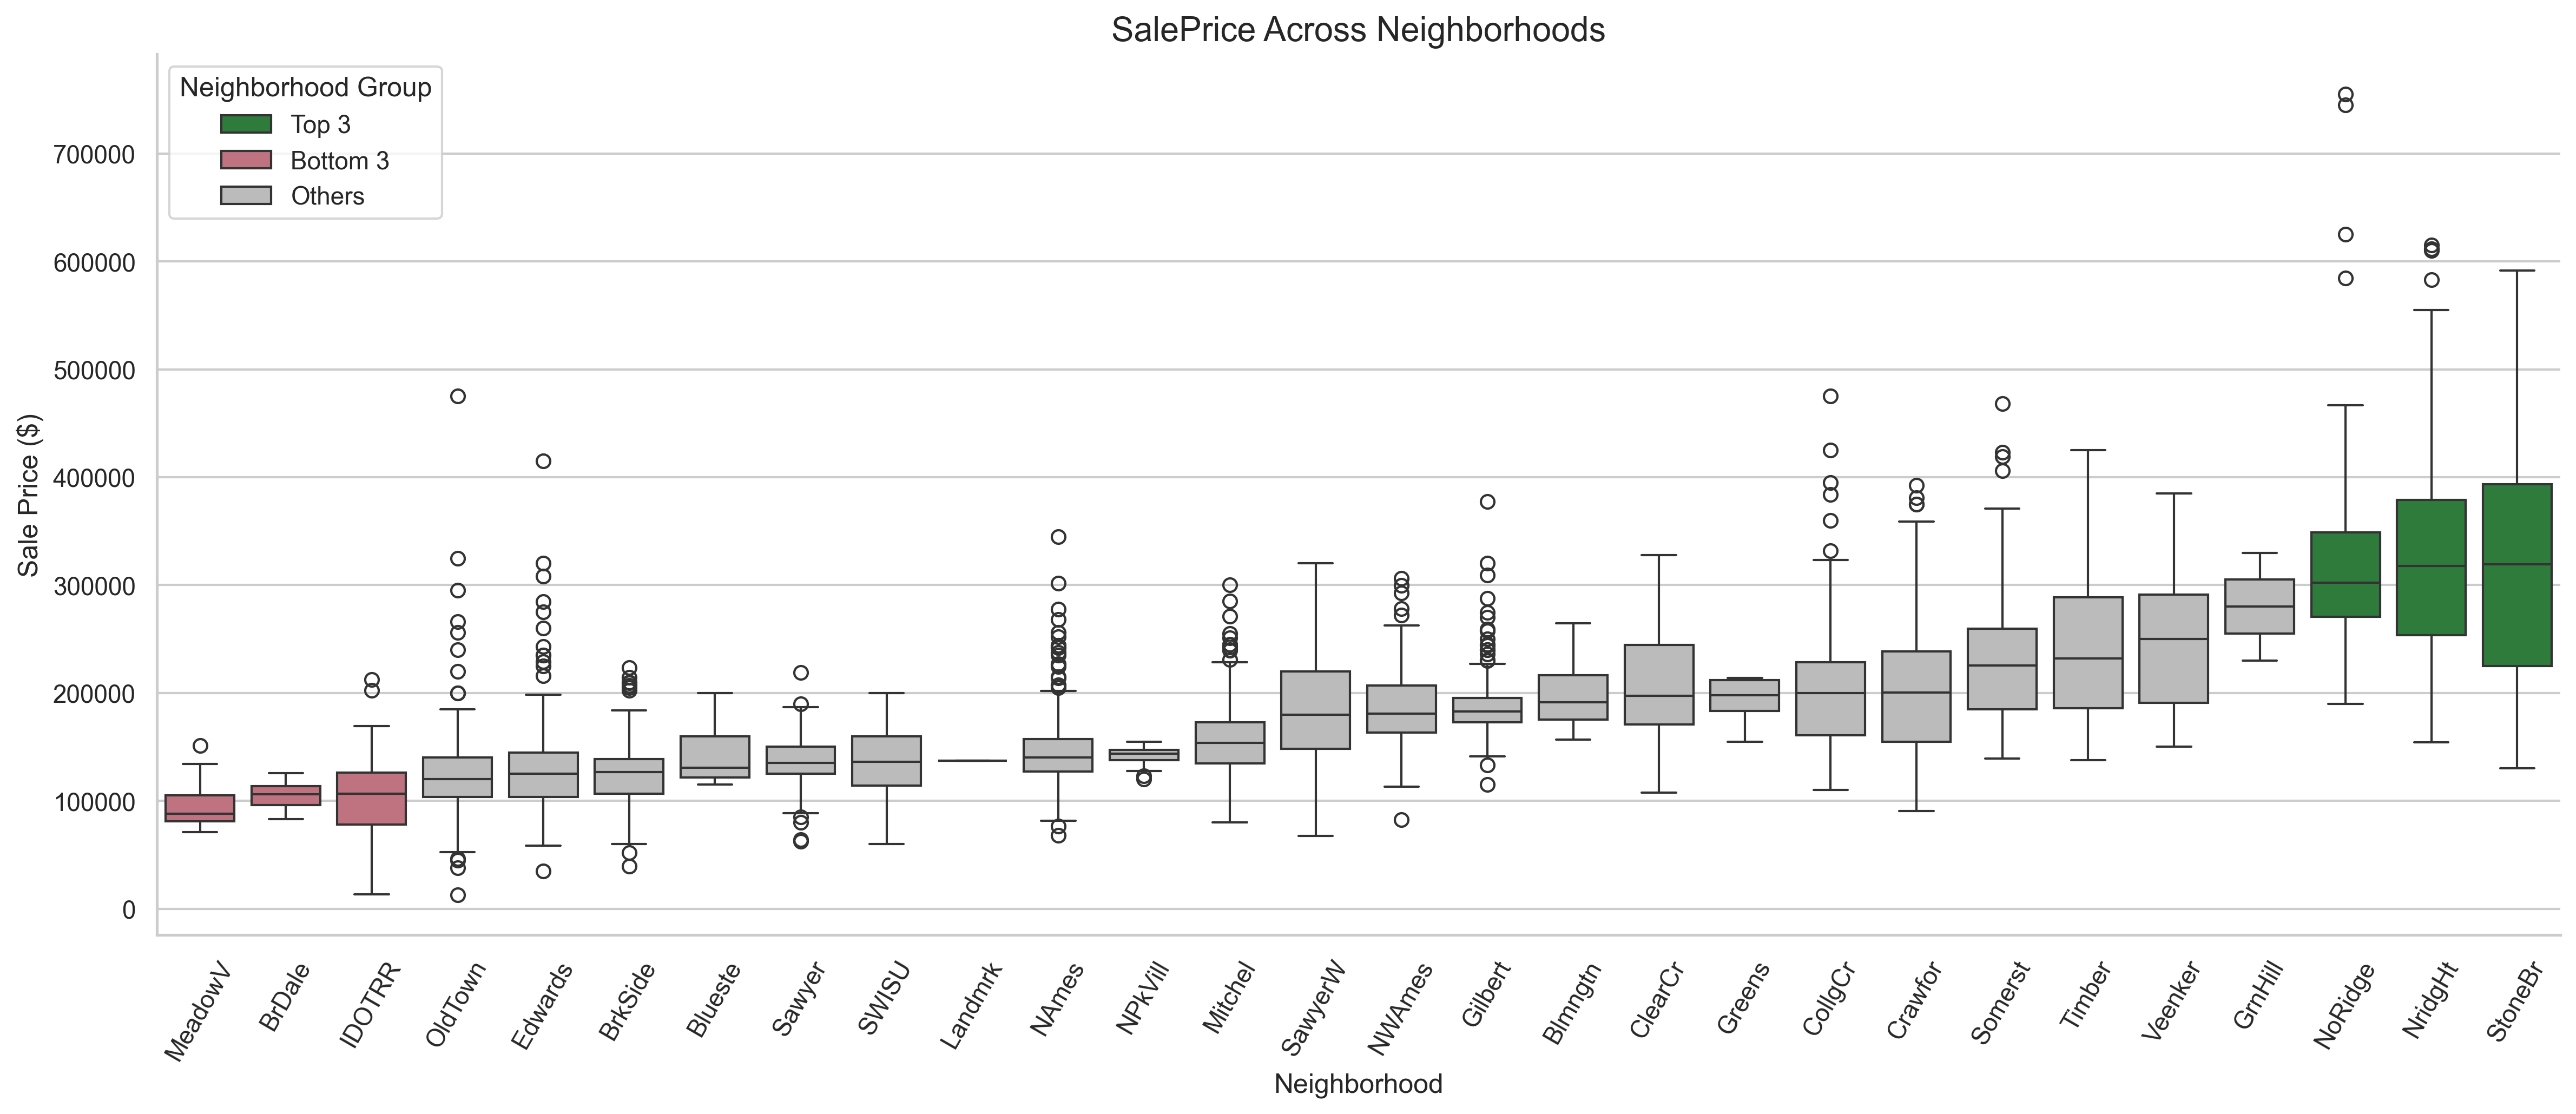 SalePrice Across Neighborhoods
Neighborhood Group
Top 3
Bottom 3
Others
Sale Price ($)
700000
600000
500000
400000
300000
200000
100000
0
MeadowV
BrDale
IDOTRR
OldTown
Edwards
BrkSide
Blueste
Sawyer
SWISU
Landmrk
NAmes
NPkVill
Mitchel
SawyerW
NWAmes
Gilbert
Blmngtn
ClearCr
Greens
CollgCr
Crawfor
Somerst
Timber
Veenker
GrnHill
NoRidge
NridgHt
StoneBr
Neighborhood